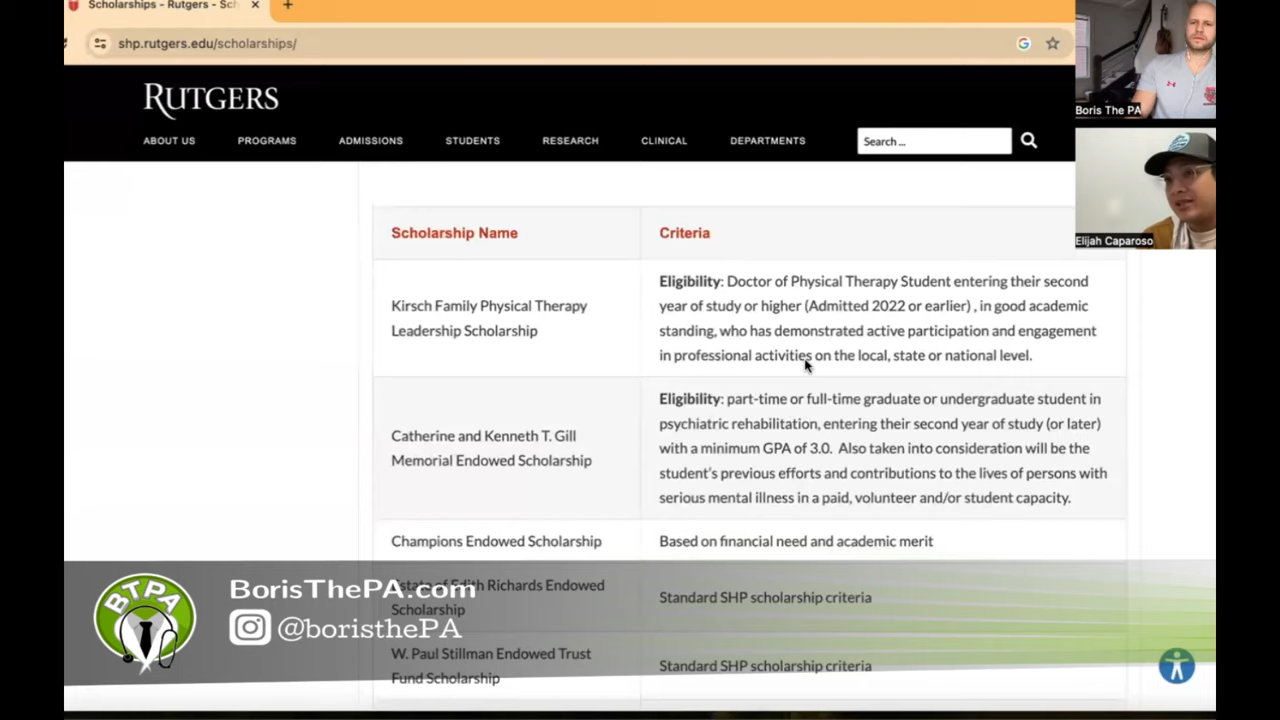 Scholarships - Rutgers - Sch
shp.rutgers.edu/scholarships/
RUTGERS
ABOUT US
PROGRAMS
ADMISSIONS
STUDENTS
RESEARCH
CLINICAL
DEPARTMENTS
Search ...
Boris The PA
Elijah Caparoso
Scholarship Name
Criteria
Kirsch Family Physical Therapy
Leadership Scholarship
Eligibility: Doctor of Physical Therapy Student entering their second
year of study or higher (Admitted 2022 or earlier) , in good academic
standing, who has demonstrated active participation and engagement
in professional activities on the local, state or national level.
Catherine and Kenneth T. Gill
Memorial Endowed Scholarship
Eligibility: part-time or full-time graduate or undergraduate student in
psychiatric rehabilitation, entering their second year of study (or later)
with a minimum GPA of 3.0. Also taken into consideration will be the
student's previous efforts and contributions to the lives of persons with
serious mental illness in a paid, volunteer and/or student capacity.
Champions Endowed Scholarship
Based on financial need and academic merit
Estate of Edith Richards Endowed
Scholarship
Standard SHP scholarship criteria
W. Paul Stillman Endowed Trust
Fund Scholarship
Standard SHP scholarship criteria
BTPA
BorisThePA.com
@boristhePA